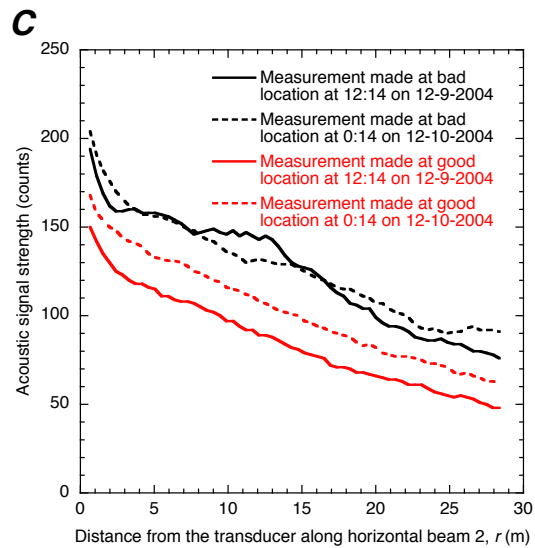 C
250
200
150
100
50
0
Acoustic signal strength (counts)
Measurement made at bad
location at 12:14 on 12-9-2004
Measurement made at bad
location at 0:14 on 12-10-2004
Measurement made at good
location at 12:14 on 12-9-2004
Measurement made at good
location at 0:14 on 12-10-2004
0 5 10 15 20 25 30
Distance from the transducer along horizontal beam 2, r (m)